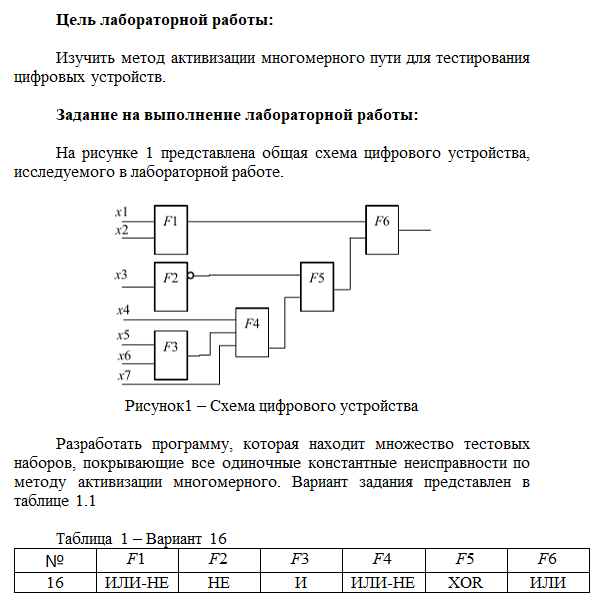 Цель лабораторной работы:
Изучить метод активизации многомерного пути для тестирования
цифровых устройств.
Задание на выполнение лабораторной работы:
На рисунке 1 представлена общая схема цифрового устройства,
исследуемого в лабораторной работе.
x1
x2
F1
F6
x3
F2
F5
x4
F4
x5
F3
x6
x7
Рисунок1 – Схема цифрового устройства
Разработать программу, которая находит множество тестовых
наборов, покрывающие все одиночные константные неисправности по
методу активизации многомерного. Вариант задания представлен в
таблице 1.1
Таблица 1 – Вариант 16
№ F1 F2 F3 F4 F5 F6
16 ИЛИ-НЕ НЕ И ИЛИ-НЕ XOR ИЛИ